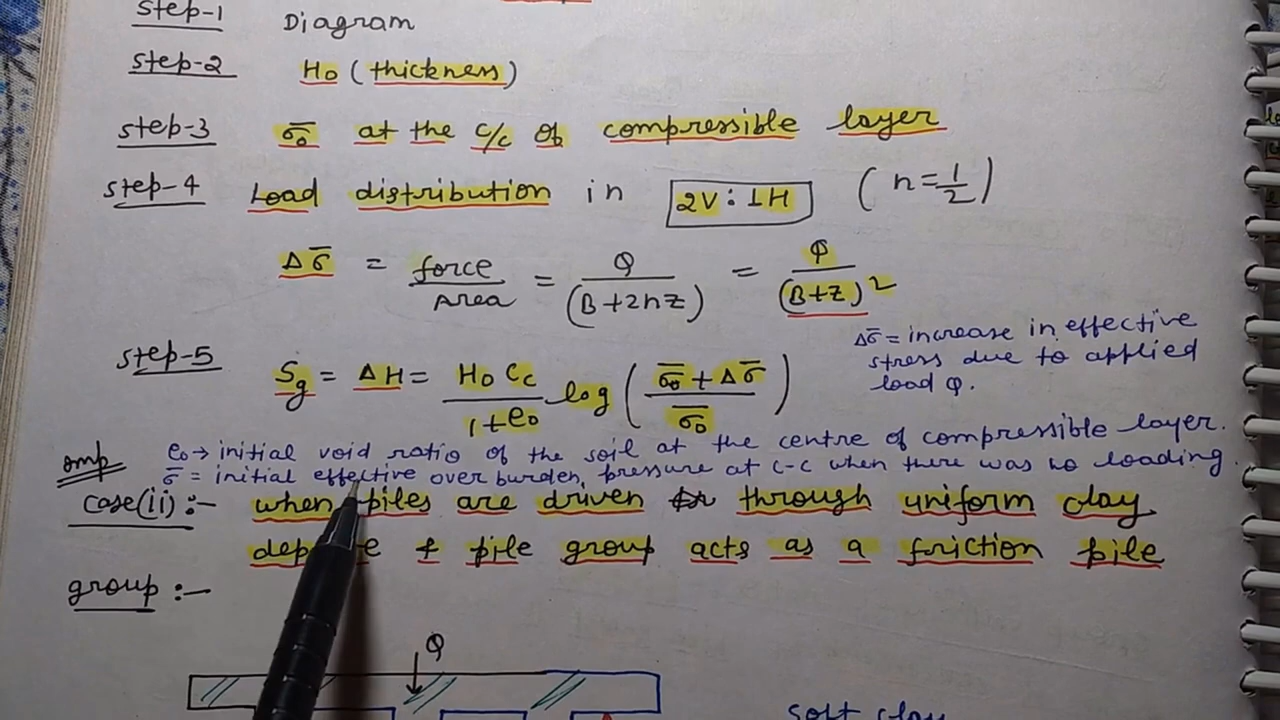 step-1 Diagram
step-2 H₀ (thickness)
step-3 σ̅₀ at the c/c of compressible layer
step-4 Load distribution in 2V:1H (n=1/2)
Δσ̅ = force/Area = Q/(B+2nz) = Q/(B+z)²
Δσ̅ = increase in effective
stress due to applied
load Q.
step-5 Sg = ΔH = H₀Cc/1+e₀ log(σ̅₀+Δσ̅/σ̅₀)
e₀→ initial void ratio of the soil at the centre of compressible layer.
omp σ̅ = initial effective over burden pressure at C-C when there was no loading.
case(ii):- when piles are driven through uniform clay
& pile group acts as a friction pile
group:-
Q
soft clay